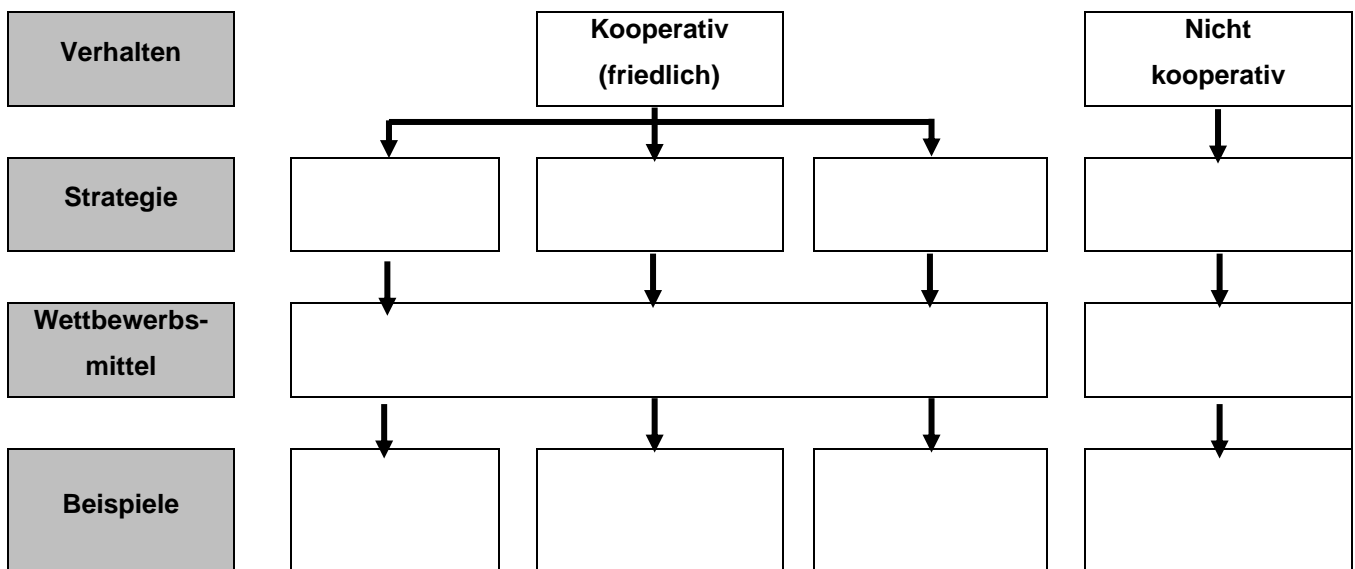 Verhalten
Kooperativ
(friedlich)
Nicht
kooperativ
Strategie
Wettbewerbs-
mittel
Beispiele